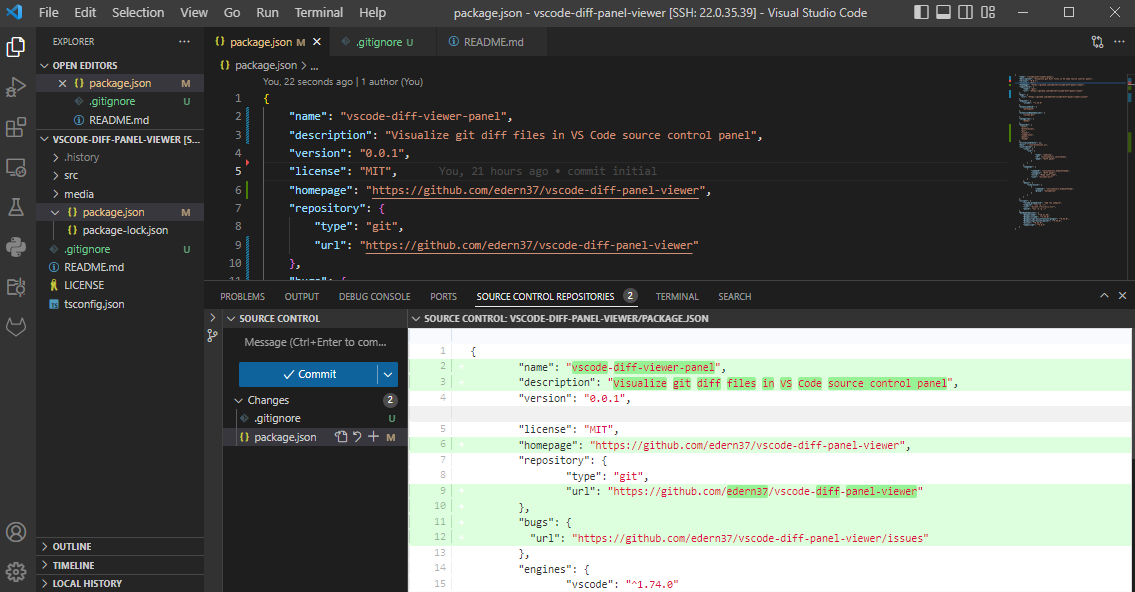 File Edit Selection View Go Run Terminal Help package.json - vscode-diff-panel-viewer [SSH: 22.0.35.39] - Visual Studio Code
EXPLORER ···
OPEN EDITORS
package.json M
.gitignore U
README.md
VSCODE-DIFF-PANEL-VIEWER [S...
.history
src
media
package.json M
package-lock.json
.gitignore U
README.md
LICENSE
tsconfig.json
OUTLINE
TIMELINE
LOCAL HISTORY
package.json M .gitignore U README.md
package.json > ...
You, 22 seconds ago | 1 author (You)
1 {
2 "name": "vscode-diff-viewer-panel",
3 "description": "Visualize git diff files in VS Code source control panel",
4 "version": "0.0.1",
5 "license": "MIT", You, 21 hours ago • commit initial
6 "homepage": "https://github.com/edern37/vscode-diff-panel-viewer",
7 "repository": {
8 "type": "git",
9 "url": "https://github.com/edern37/vscode-diff-panel-viewer"
10 },
11 "bugs": {
PROBLEMS OUTPUT DEBUG CONSOLE PORTS SOURCE CONTROL REPOSITORIES 2 TERMINAL SEARCH
SOURCE CONTROL
Message (Ctrl+Enter to com...
Commit
Changes 2
.gitignore U
package.json M
SOURCE CONTROL: VSCODE-DIFF-PANEL-VIEWER/PACKAGE.JSON
1 {
2 + "name": "vscode-diff-viewer-panel",
3 + "description": "Visualize git diff files in VS Code source control panel",
4 "version": "0.0.1",
5 "license": "MIT",
6 + "homepage": "https://github.com/edern37/vscode-diff-panel-viewer",
7 "repository": {
8 "type": "git",
9 + "url": "https://github.com/edern37/vscode-diff-panel-viewer"
10 + },
11 + "bugs": {
12 + "url": "https://github.com/edern37/vscode-diff-panel-viewer/issues"
13 },
14 "engines": {
15 "vscode": "^1.74.0"